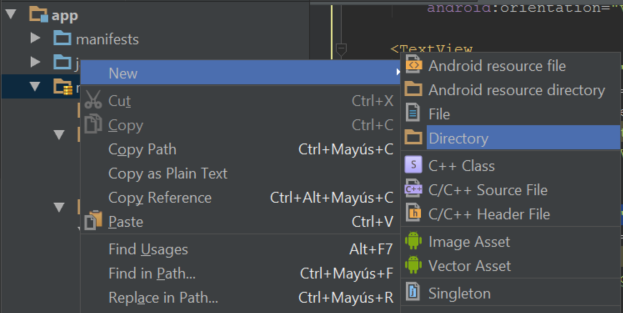 app
android:orientation="
manifests
<TextView
j
New
Cut Ctrl+X
Copy Ctrl+C
Copy Path Ctrl+Mayús+C
Copy as Plain Text
Copy Reference Ctrl+Alt+Mayús+C
Paste Ctrl+V
Find Usages Alt+F7
Find in Path... Ctrl+Mayús+F
Replace in Path... Ctrl+Mayús+R
Android resource file
Android resource directory
File
Directory
S C++ Class
C++ C/C++ Source File
h C/C++ Header File
Image Asset
Vector Asset
Singleton